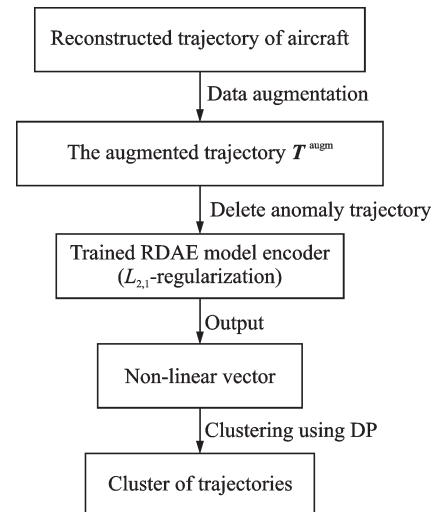 Reconstructed trajectory of aircraft
Data augmentation
The augmented trajectory T^augm
Delete anomaly trajectory
Trained RDAE model encoder
(L2,1-regularization)
Output
Non-linear vector
Clustering using DP
Cluster of trajectories